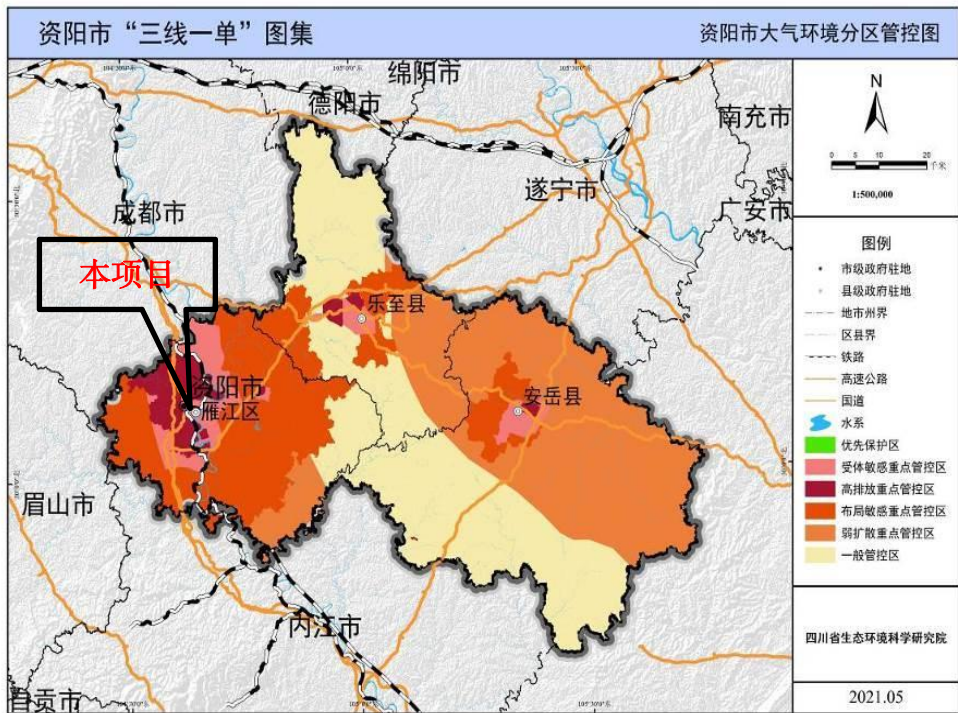 资阳市“三线一单”图集
资阳市大气环境分区管控图
绵阳市
德阳市
南充市
遂宁市
成都市
广安市
本项目
乐至县
资阳市
雁江区
安岳县
眉山市
内江市
自贡市
N
0 5 10 20
千米
1:500,000
图例
市级政府驻地
县级政府驻地
地市州界
区县界
铁路
高速公路
国道
水系
优先保护区
受体敏感重点管控区
高排放重点管控区
布局敏感重点管控区
弱扩散重点管控区
一般管控区
四川省生态环境科学研究院
2021.05